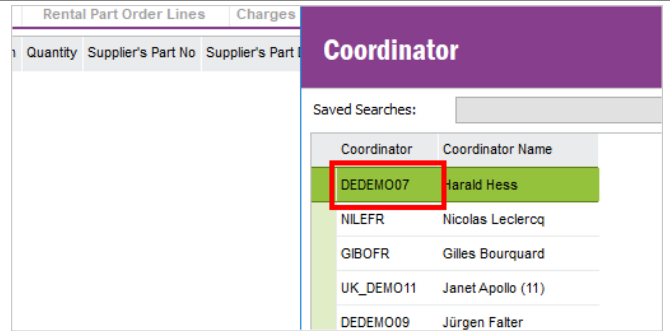 Rental Part Order Lines Charges
n Quantity Supplier's Part No Supplier's Part
Coordinator
Saved Searches:
Coordinator Coordinator Name
DEDEMO07 Harald Hess
NILEFR Nicolas Leclercq
GIBOFR Gilles Bourquard
UK_DEMO11 Janet Apollo (11)
DEDEMO09 Jürgen Falter